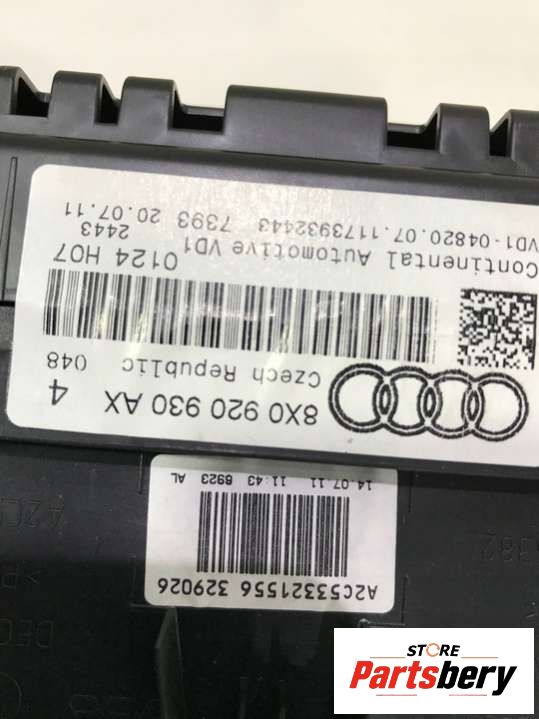 8X0 920 930 AX 4
Czech Republic 048
0124 H07
Continental Automotive VD1 2443
VD1-04820.07.1173932443 7393 20.07.11
A2C53321556 329026
14.07.11 11:43 8923 AL
STORE
Partsbery